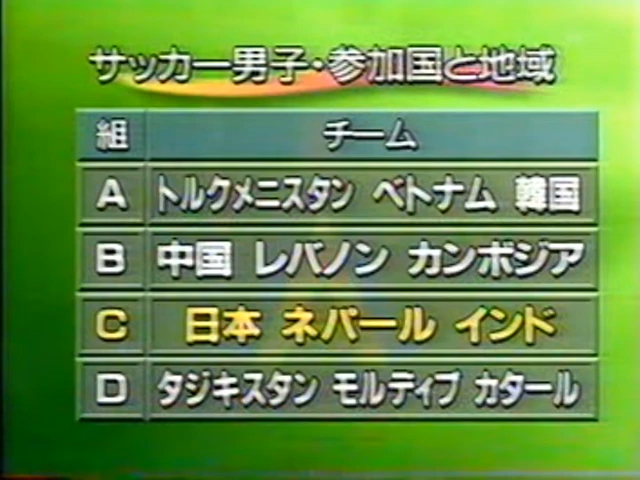 サッカー男子・参加国と地域
組 チーム
A トルクメニスタン ベトナム 韓国
B 中国 レバノン カンボジア
C 日本 ネパール インド
D タジキスタン モルディブ カタール